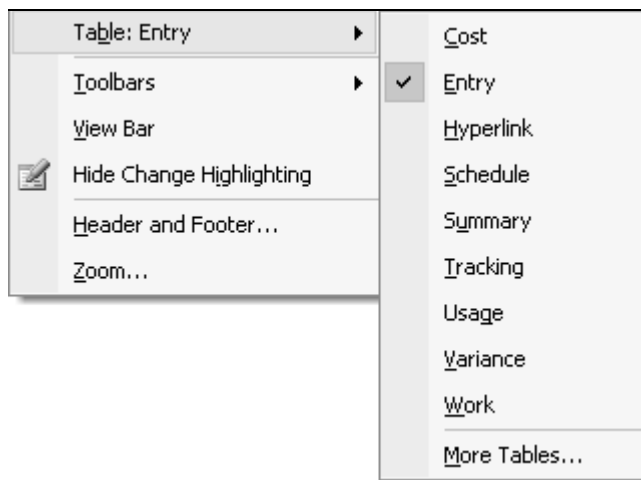 Table: Entry
Toolbars
View Bar
Hide Change Highlighting
Header and Footer...
Zoom...
Cost
Entry
Hyperlink
Schedule
Summary
Tracking
Usage
Variance
Work
More Tables...